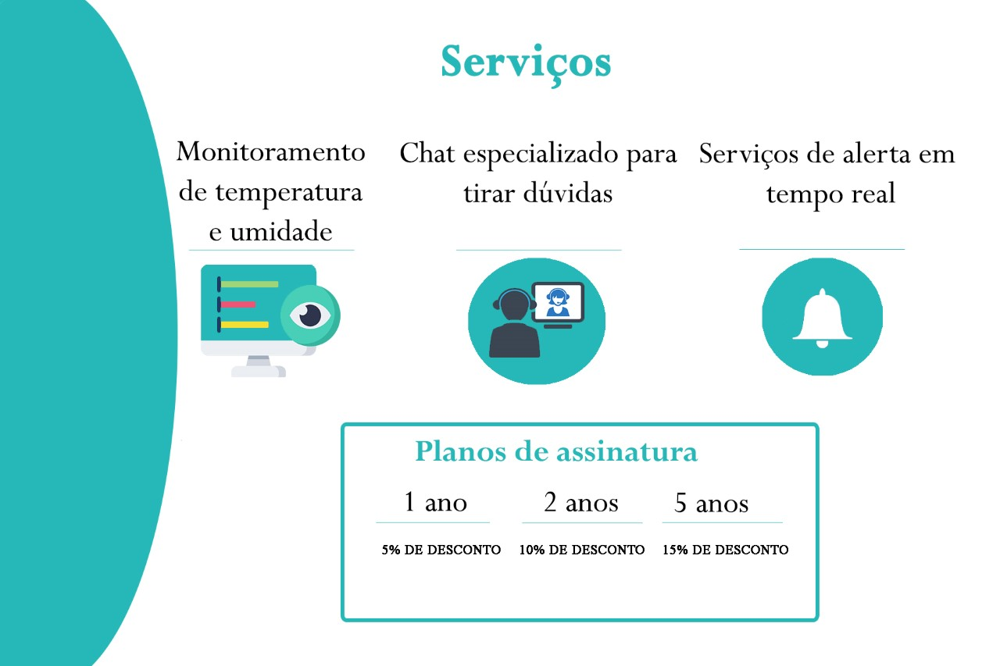 Serviços
Monitoramento
de temperatura
e umidade
Chat especializado para
tirar dúvidas
Serviços de alerta em
tempo real
Planos de assinatura
1 ano
2 anos
5 anos
5% DE DESCONTO
10% DE DESCONTO
15% DE DESCONTO